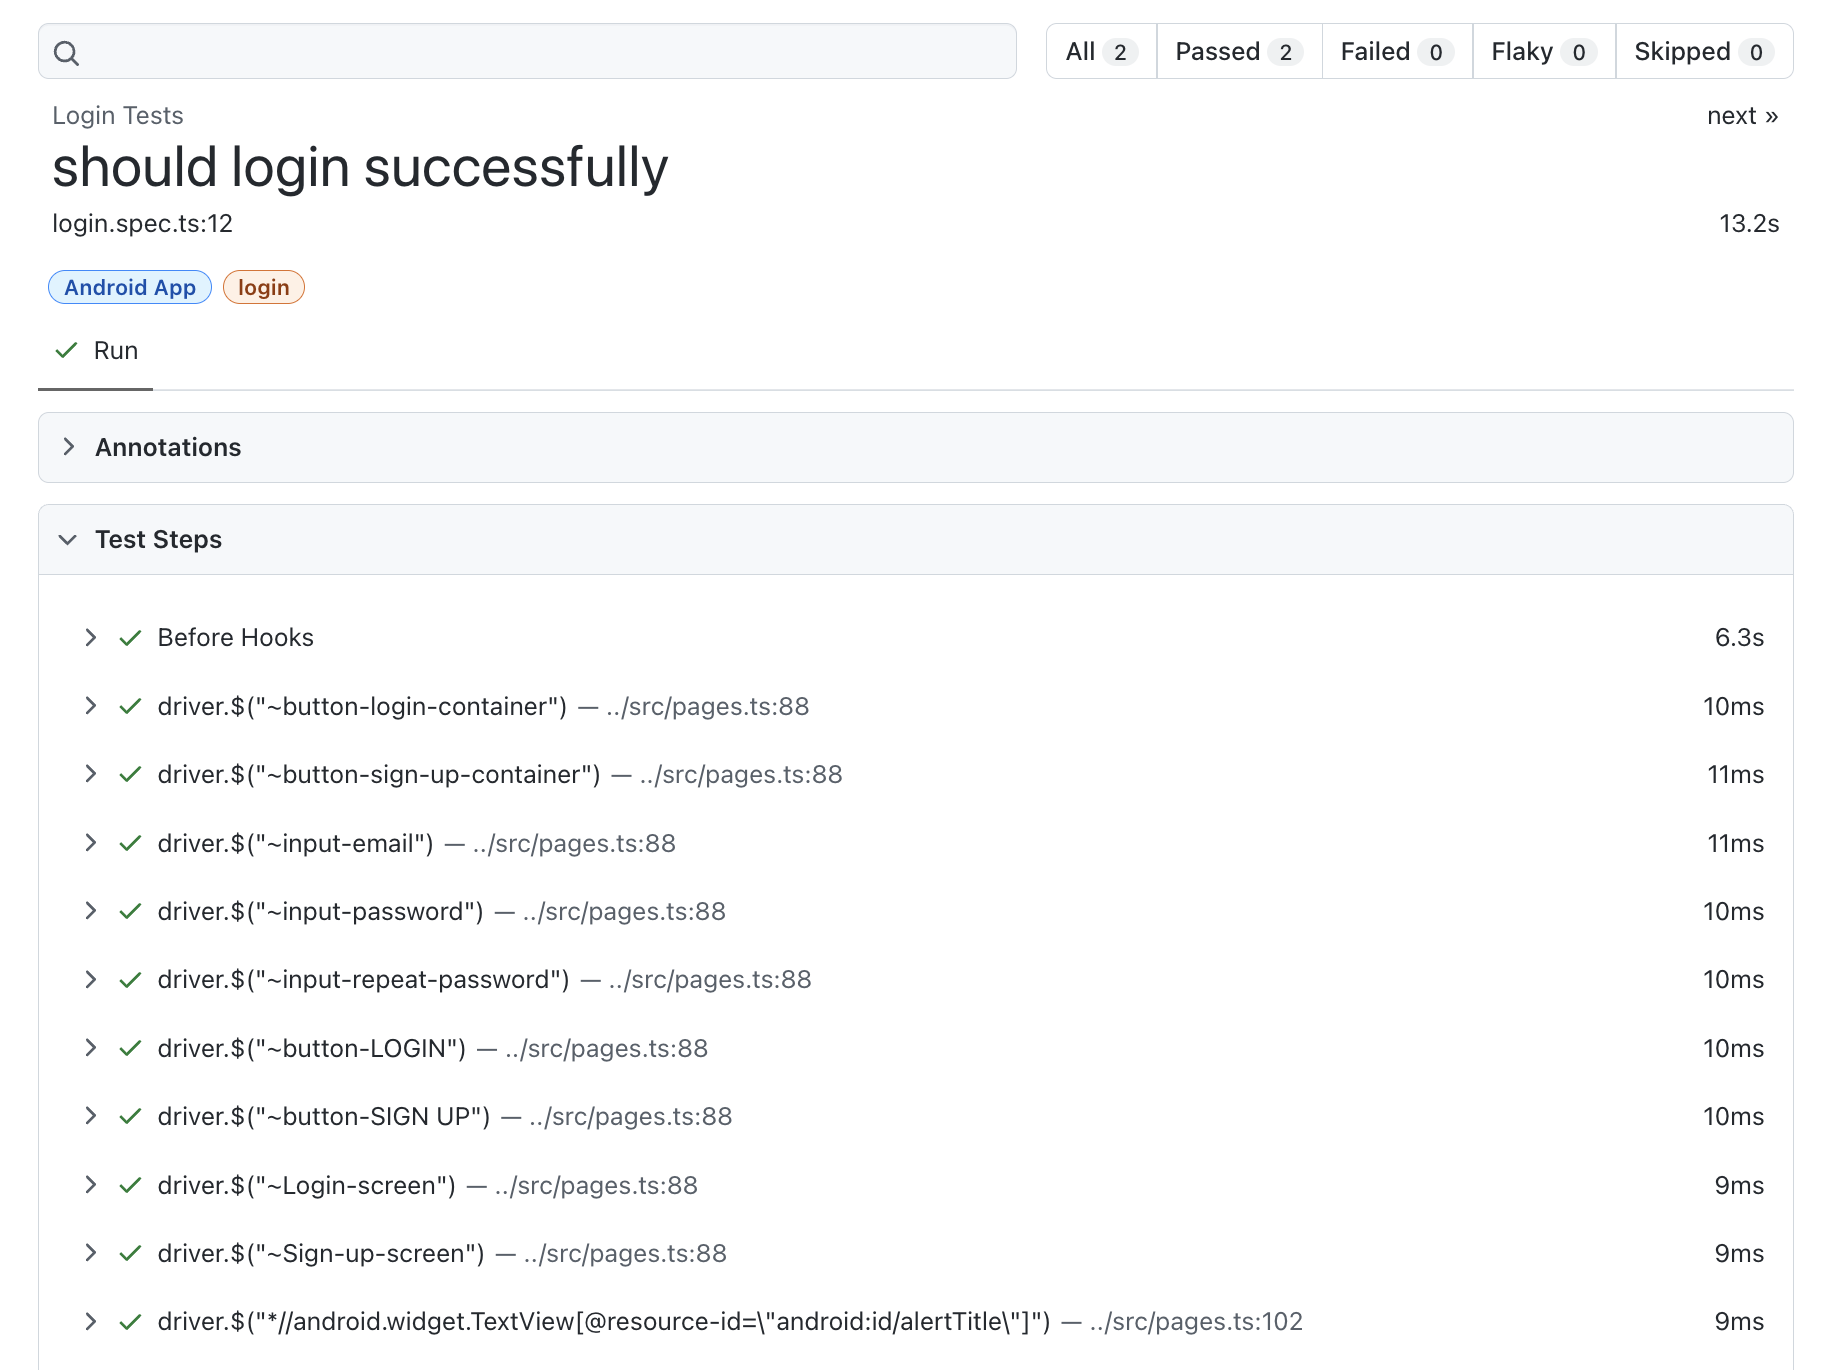 All 2 Passed 2 Failed 0 Flaky 0 Skipped 0
Login Tests next »
should login successfully
login.spec.ts:12 13.2s
Android App login
Run
Annotations
Test Steps
Before Hooks 6.3s
driver.$("~button-login-container") — ../src/pages.ts:88 10ms
driver.$("~button-sign-up-container") — ../src/pages.ts:88 11ms
driver.$("~input-email") — ../src/pages.ts:88 11ms
driver.$("~input-password") — ../src/pages.ts:88 10ms
driver.$("~input-repeat-password") — ../src/pages.ts:88 10ms
driver.$("~button-LOGIN") — ../src/pages.ts:88 10ms
driver.$("~button-SIGN UP") — ../src/pages.ts:88 10ms
driver.$("~Login-screen") — ../src/pages.ts:88 9ms
driver.$("~Sign-up-screen") — ../src/pages.ts:88 9ms
driver.$("*//android.widget.TextView[@resource-id=\"android:id/alertTitle\"]") — ../src/pages.ts:102 9ms